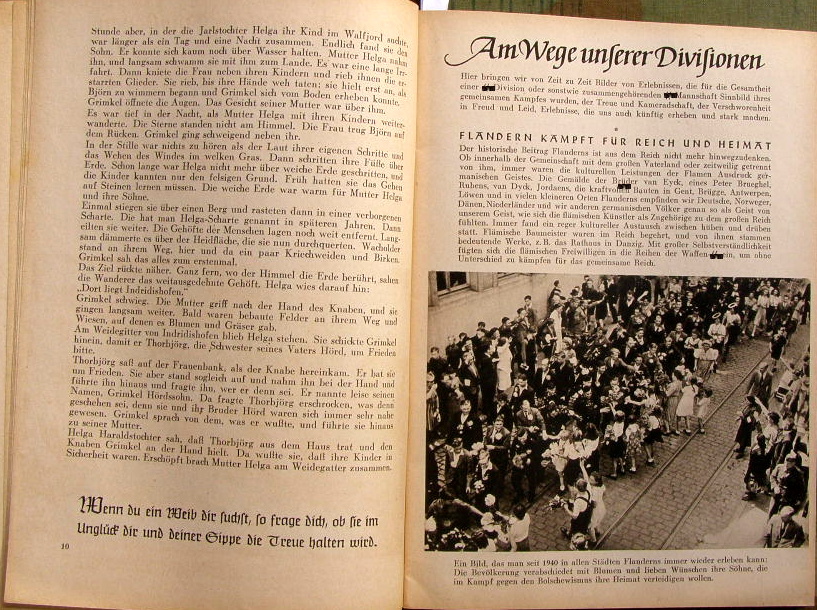 Stunde aber, in der die Jarlstochter Helga ihr Kind im Walfjord suchte,
war länger als ein Tag und eine Nacht zusammen. Endlich fand sie den
Sohn. Er konnte sich kaum noch über Wasser halten. Mutter Helga nahm
ihn, und langsam schwamm sie mit ihm zum Lande. Es war eine lange Irr-
fahrt. Dann kniete die Frau neben ihren Kindern und rieb ihnen die er-
starrten Glieder. Sie rieb, bis ihre Hände weh taten; sie hielt erst an, als
Björn zu wimmern begann und Grimkel sich vom Boden erheben konnte.
Grimkel öffnete die Augen. Das Gesicht seiner Mutter war über ihm.
Es war tief in der Nacht, als Mutter Helga mit ihren Kindern weiter-
wanderte. Die Sterne standen am Himmel. Die Frau trug Björn auf
dem Rücken. Grimkel ging schweigend neben ihr.
In der Stille war nichts zu hören als der Laut ihrer eigenen Schritte und
das Wehen des Windes im welken Gras. Dann schritten ihre Füße über
Erde. Schon lange war Helga nicht mehr über weiche Erde geschritten, und
die Kinder kannten nur den felsigen Grund. Früh hatten sie das Gehen
auf Steinen lernen müssen. Die weiche Erde war warm für Mutter Helga
und ihre Söhne.
Einmal stiegen sie über einen Berg und rasteten dann in einer verborgenen
Scharte. Die hat man Helga-Scharte genannt in späteren Jahren. Dann
eilten sie weiter. Die Gehöfte der Menschen lagen noch weit entfernt. Lang-
sam dämmerte es über der Heidfläche, die sie nun durchquerten. Wacholder
stand an ihrem Weg, hier und da ein paar Kriechweiden und Birken.
Grimkel sah das alles zum erstenmal.
Das Ziel rückte näher. Ganz fern, wo der Himmel die Erde berührt, sahen
die Wanderer das weitausgedehnte Gehöft. Helga wies darauf hin:
„Dort liegt Indridishofen.“
Grimkel schwieg. Die Mutter griff nach der Hand des Knaben, und sie
gingen langsam weiter. Bald waren bebaute Felder an ihrem Weg und
Wiesen, auf denen es Blumen und Gräser gab.
Am Weidegitter von Indridishofen blieb Helga stehen. Sie schickte Grimkel
hinein, damit er Thorbjörg, die Schwester seines Vaters Hörd, um Frieden
bitte.
Thorbjörg saß auf der Frauenbank, als der Knabe hereinkam. Er bat sie
um Frieden. Sie aber stand sogleich auf und nahm ihn bei der Hand und
führte ihn hinaus und fragte ihn, wer er denn sei. Er nannte leise seinen
Namen, Grimkel Hördssohn. Da fragte Thorbjörg erschrocken, was denn
geschehen sei, denn sie und ihr Bruder Hörd waren sich immer sehr nahe
gewesen. Grimkel sprach von dem, was er wußte, und führte sie hinaus
zu seiner Mutter.
Helga Haraldstochter sah, daß Thorbjörg aus dem Haus trat und den
Knaben Grimkel an der Hand hielt. Da wußte sie, daß ihre Kinder in
Sicherheit waren. Erschöpft brach Mutter Helga am Weidegatter zusammen.
Wenn du ein Weib dir suchst, so frage dich, ob sie im
Unglück dir und deiner Sippe die Treue halten wird.
10
Am Wege unserer Divisionen
Hier bringen wir von Zeit zu Zeit Bilder von Erlebnissen, die für die Gesamtheit
einer Division oder sonstwie zusammengehörenden Mannschaft Sinnbild ihres
gemeinsamen Kampfes wurden, der Treue und Kameradschaft, der Verschworenheit
in Freud und Leid, Erlebnisse, die uns auch künftig erheben und stark machen.
FLANDERN KÄMPFT FÜR REICH UND HEIMAT
Der historische Beitrag Flanderns ist aus dem Reich nicht mehr hinwegzudenken.
Ob innerhalb der Gemeinschaft mit dem großen Vaterland oder zeitweilig getrennt
von ihm, immer waren die kulturellen Leistungen der Flamen Ausdruck ger-
manischen Geistes. Die Gemälde der Brüder van Eyck, eines Peter Brueghel,
Rubens, van Dyck, Jordaens, die kraftvollen Bauten in Gent, Brügge, Antwerpen,
Löwen und in vielen kleineren Orten Flanderns empfinden wir Deutsche, Norweger,
Dänen, Niederländer und wir anderen germanischen Völker genau so als Geist von
unserem Geist, wie sich die flämischen Künstler als Zugehörige zu dem großen Reich
fühlten. Immer fand ein reger kultureller Austausch zwischen hüben und drüben
statt. Flämische Baumeister waren im Reich begehrt, und von ihnen stammen
bedeutende Werke, z.B. das Rathaus in Danzig. Mit großer Selbstverständlichkeit
fügten sich die flämischen Freiwilligen in die Reihen der Waffen- ein, um ohne
Unterschied zu kämpfen für das gemeinsame Reich.
Ein Bild, das man seit 1940 in allen Städten Flanderns immer wieder erleben kann:
Die Bevölkerung verabschiedet mit Blumen und lieben Wünschen ihre Söhne, die
im Kampf gegen den Bolschewismus ihre Heimat verteidigen wollen.